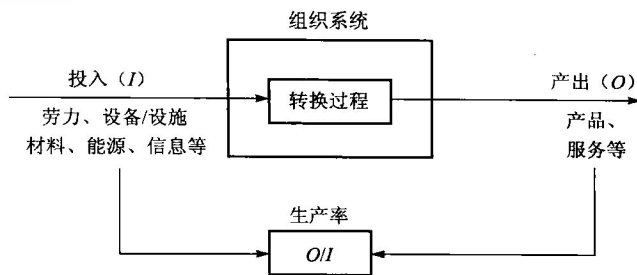 组织系统
投入（I）
转换过程
产出（O）
劳力、设备/设施
材料、能源、信息等
产品、
服务等
生产率
O/I